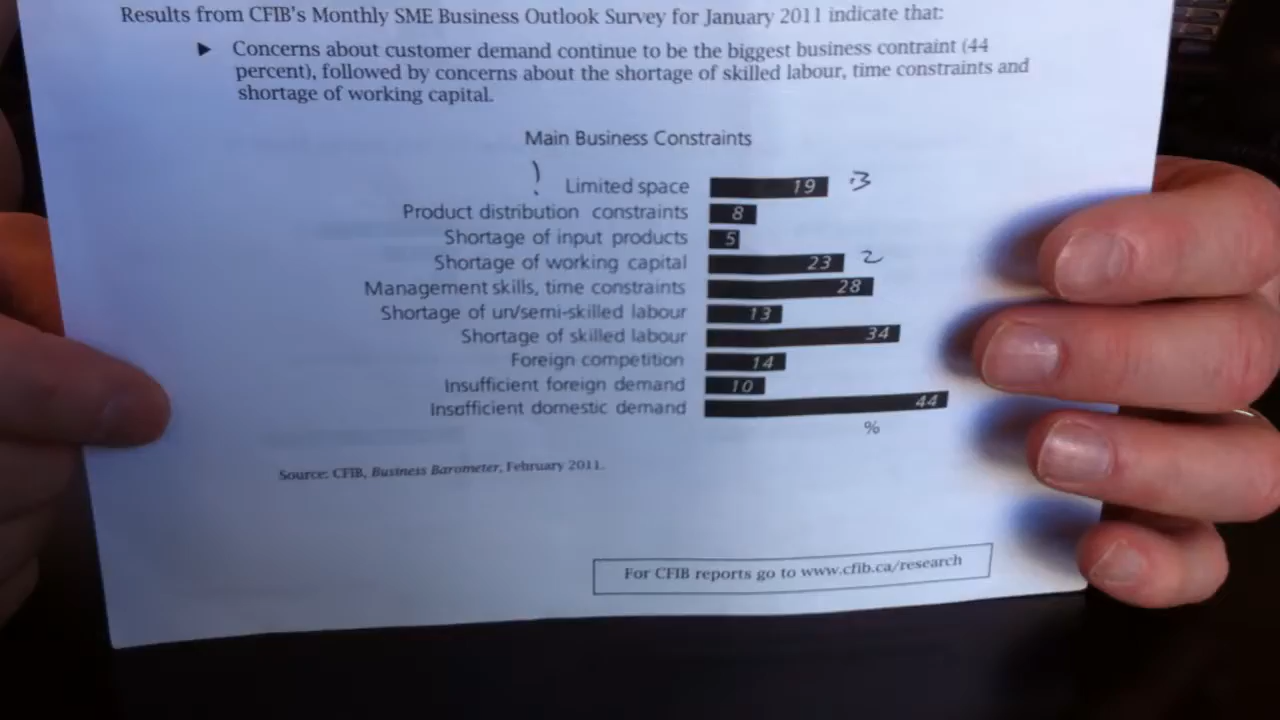 Results from CFIB's Monthly SME Business Outlook Survey for January 2011 indicate that:
▶ Concerns about customer demand continue to be the biggest business contraint (44
percent), followed by concerns about the shortage of skilled labour, time constraints and
shortage of working capital.
Main Business Constraints
! Limited space 19 3
Product distribution constraints 8
Shortage of input products 5
Shortage of working capital 23 2
Management skills, time constraints 28
Shortage of un/semi-skilled labour 13
Shortage of skilled labour 34
Foreign competition 14
Insufficient foreign demand 10
Insufficient domestic demand 44
%
Source: CFIB, Business Barometer, February 2011.
For CFIB reports go to www.cfib.ca/research